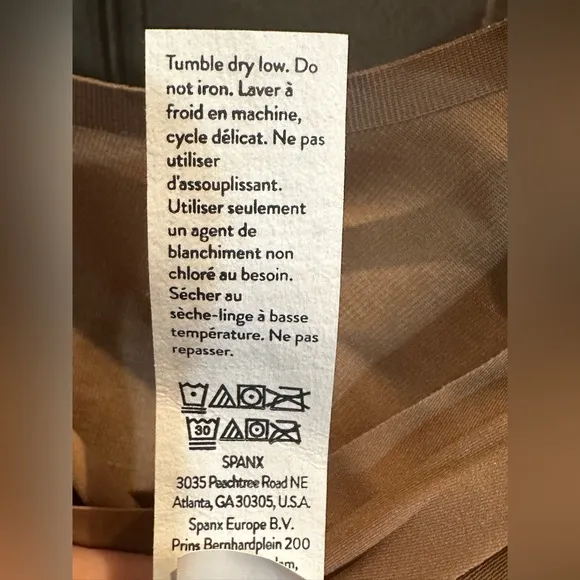 Tumble dry low. Do
not iron. Laver à
froid en machine,
cycle délicat. Ne pas
utiliser
d'assouplissant.
Utiliser seulement
un agent de
blanchiment non
chloré au besoin.
Sécher au
sèche-linge à basse
température. Ne pas
repasser.
30
SPANX
3035 Peachtree Road NE
Atlanta, GA 30305, U.S.A.
Spanx Europe B.V.
Prins Bernhardplein 200